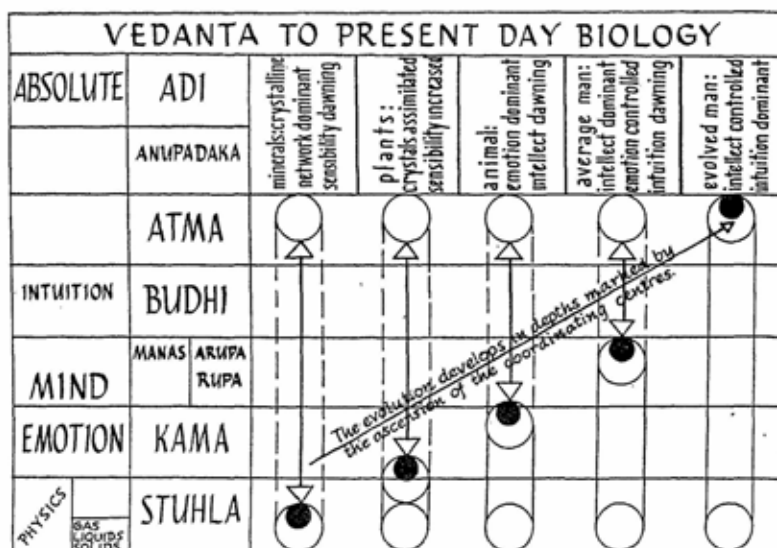 VEDANTA TO PRESENT DAY BIOLOGY
ABSOLUTE
ADI
minerals:crystalline
network dominant
sensibility dawning
plants:
crystals assimilated
sensibility increased
animal:
emotion dominant
intellect dawning
average man:
intellect dominant
emotion controlled
intuition dawning
evolved man:
intellect controlled
intuition dominant
ANUPADAKA
ATMA
INTUITION
BUDHI
MIND
MANAS
ARUPA
RUPA
The evolution develops in depths marked by
the ascension of the coordinating centres.
EMOTION
KAMA
PHYSICS
GAS
LIQUIDS
SOLIDS
STUHLA